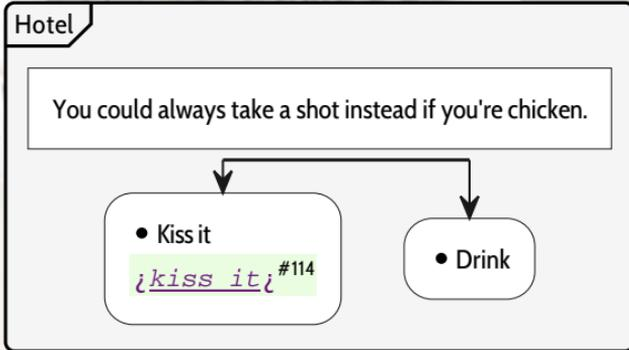 Hotel
You could always take a shot instead if you're chicken.
• Kiss it
¿kiss it¿#114
• Drink